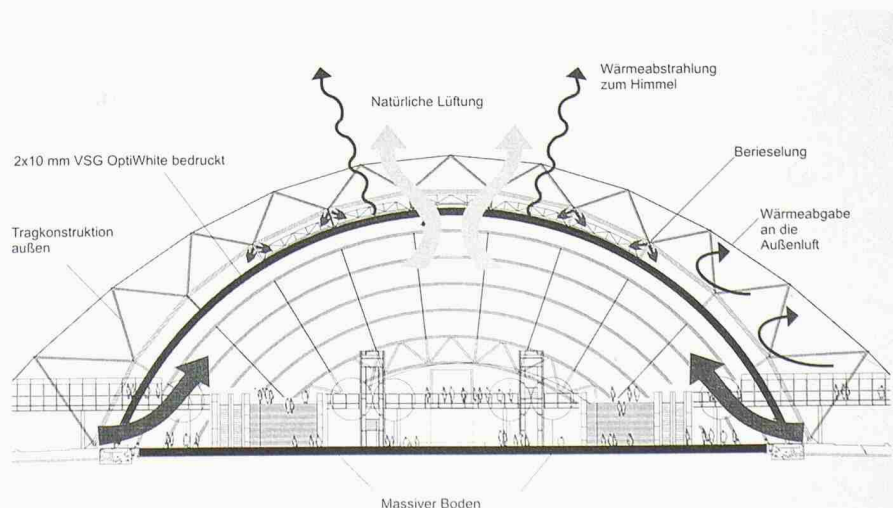 Wärmeabstrahlung
zum Himmel
Natürliche Lüftung
2x10 mm VSG OptiWhite bedruckt
Berieselung
Tragkonstruktion
außen
Wärmeabgabe
an die
Außenluft
Massiver Boden